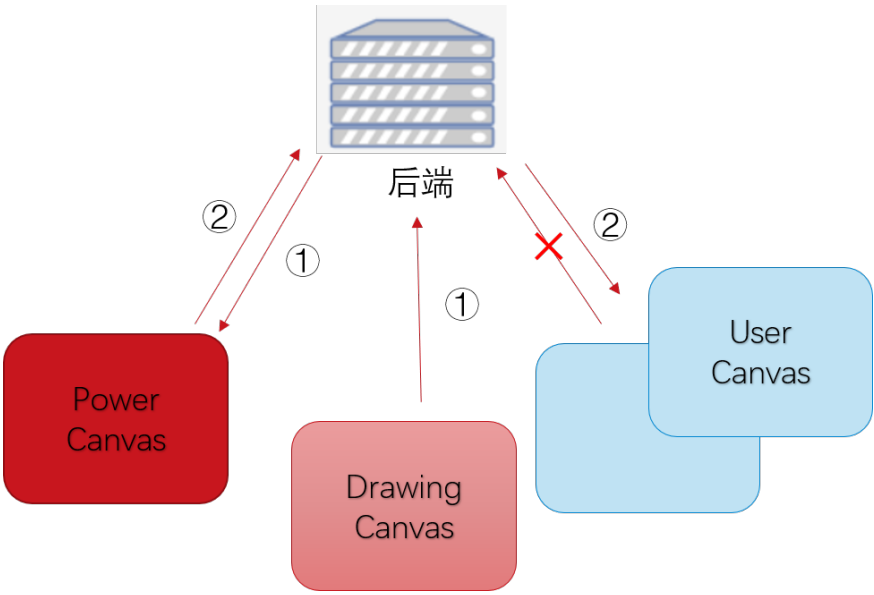 后端
②
①
①
②
Power
Canvas
Drawing
Canvas
User
Canvas